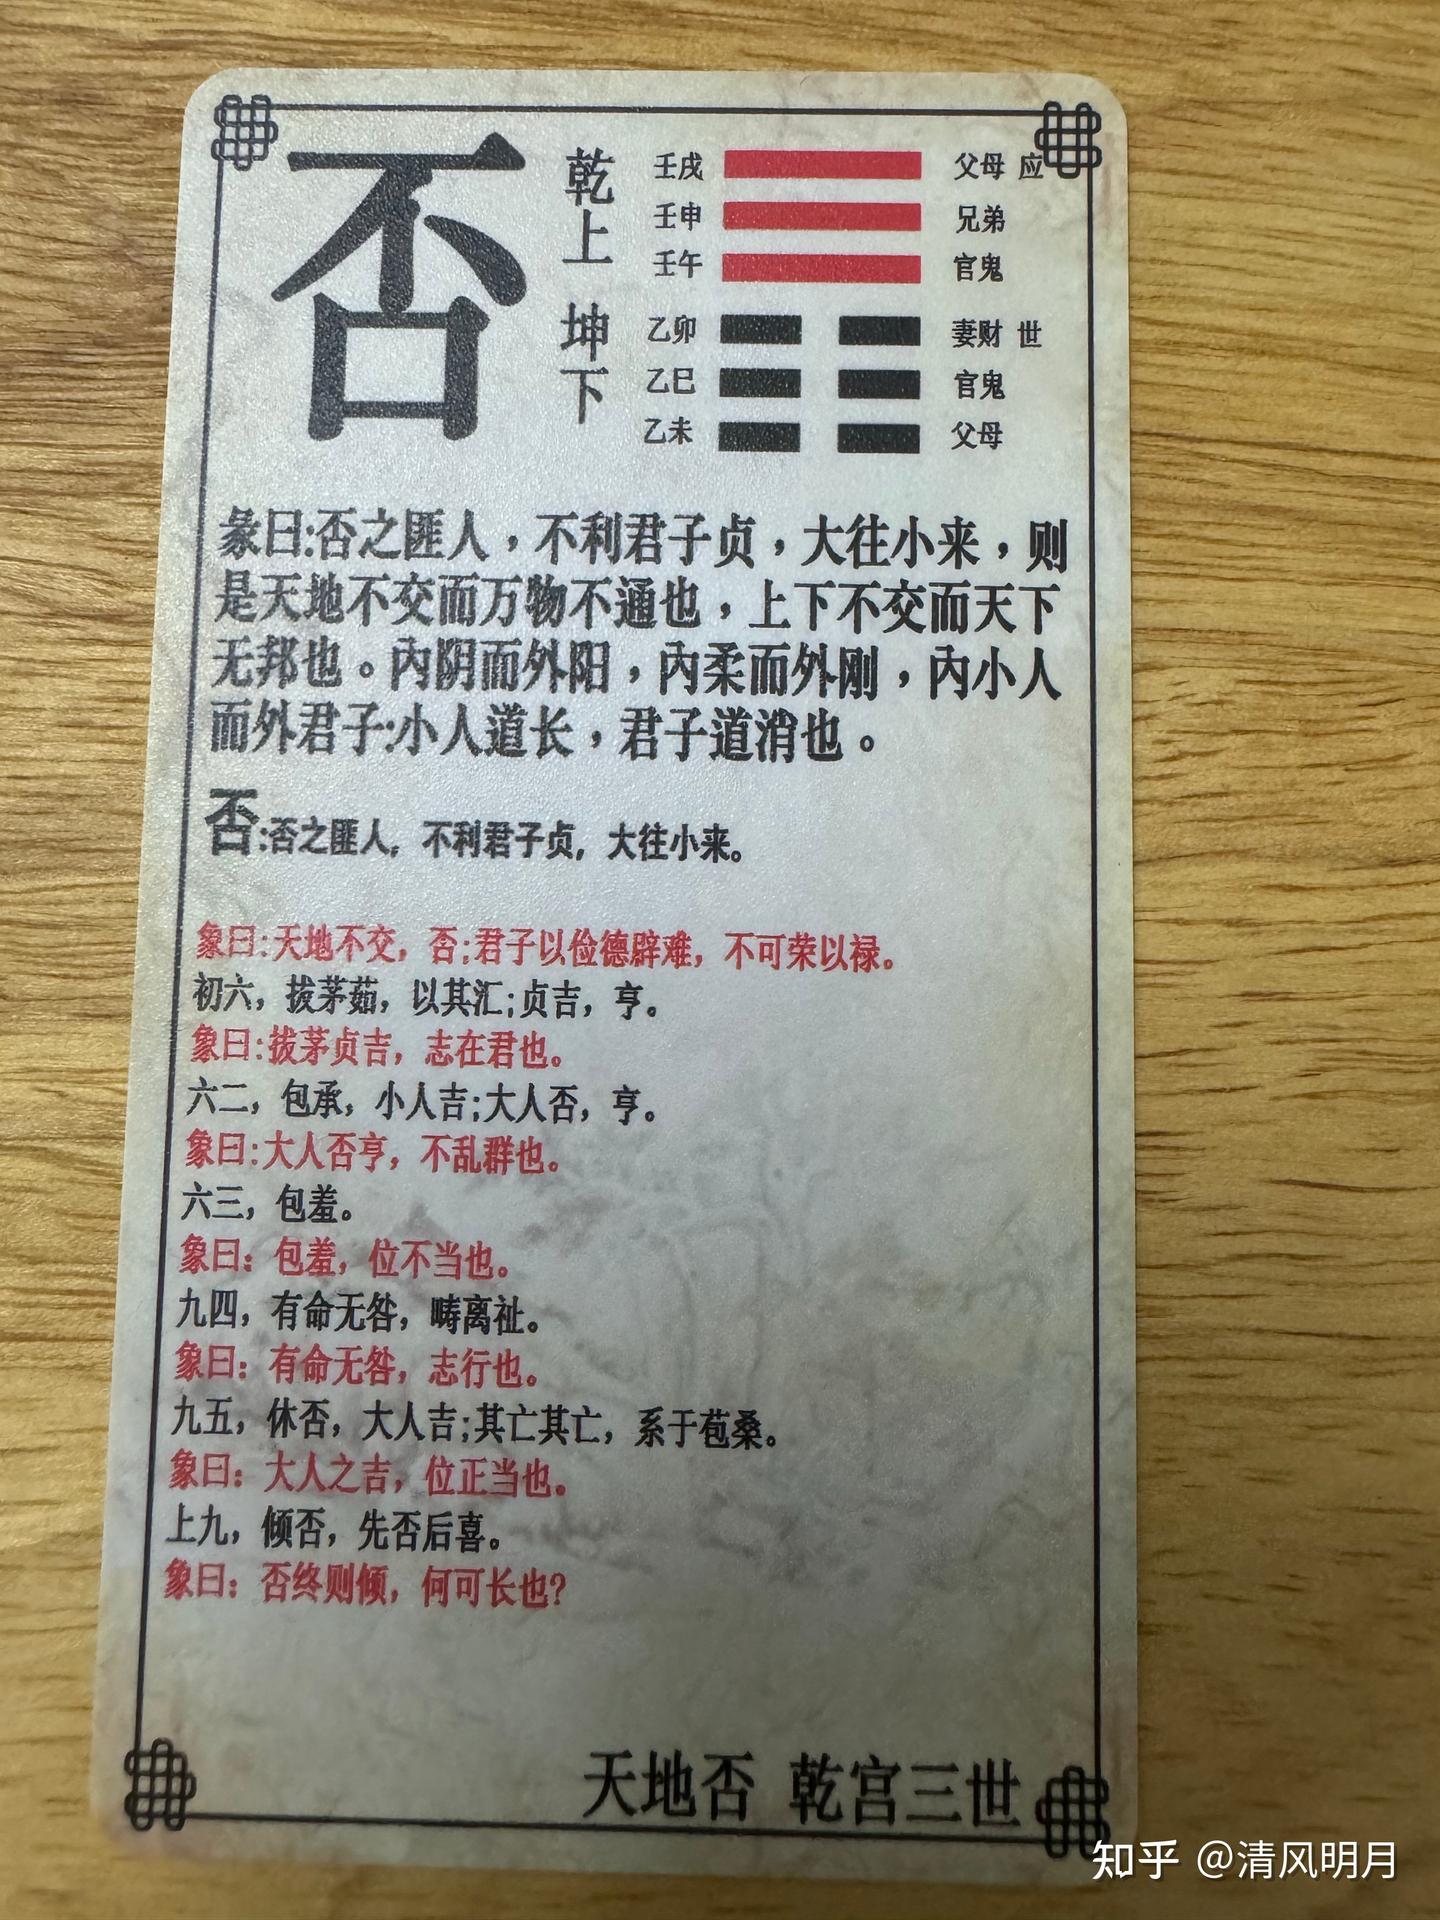 否
乾上
坤下
壬戌 父母 应
壬申 兄弟
壬午 官鬼
乙卯 妻财 世
乙巳 官鬼
乙未 父母
彖曰:否之匪人，不利君子贞，大往小来，则
是天地不交而万物不通也，上下不交而天下
无邦也。内阴而外阳，内柔而外刚，内小人
而外君子:小人道长，君子道消也。
否:否之匪人，不利君子贞，大往小来。
象曰:天地不交，否;君子以俭德辟难，不可荣以禄。
初六，拔茅茹，以其汇;贞吉，亨。
象曰:拔茅贞吉，志在君也。
六二，包承，小人吉;大人否，亨。
象曰:大人否亨，不乱群也。
六三，包羞。
象曰：包羞，位不当也。
九四，有命无咎，畴离祉。
象曰：有命无咎，志行也。
九五，休否，大人吉;其亡其亡，系于苞桑。
象曰：大人之吉，位正当也。
上九，倾否，先否后喜。
象曰：否终则倾，何可长也?
天地否 乾宫三世
知乎 @清风明月